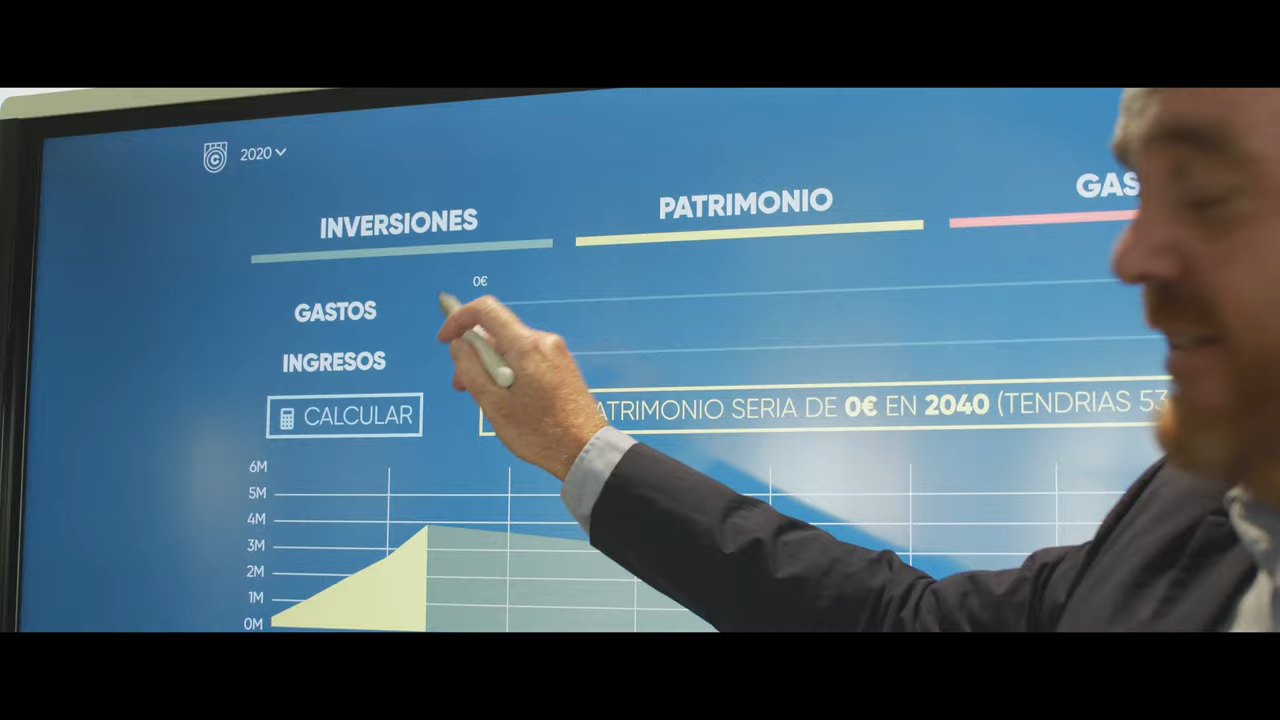 2020
INVERSIONES
PATRIMONIO
GAS
0€
GASTOS
INGRESOS
CALCULAR
ATRIMONIO SERIA DE 0€ EN 2040 (TENDRIAS 53
6M
5M
4M
3M
2M
1M
0M